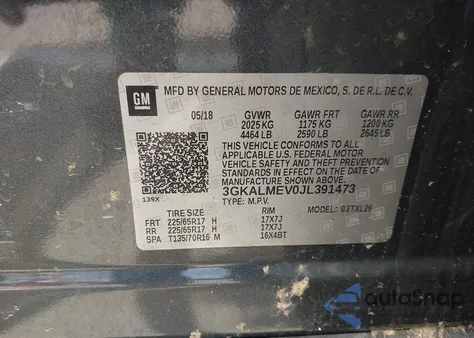 GM
MFD BY GENERAL MOTORS DE MEXICO, S. DE R.L. DE C.V.
05/18 GVWR GAWR FRT GAWR RR
2025 KG 1175 KG 1200 KG
4464 LB 2590 LB 2645 LB
THIS VEHICLE CONFORMS TO ALL APPLICABLE
U.S. FEDERAL MOTOR
VEHICLE SAFETY AND THEFT PREVENTION
STANDARDS IN EFFECT ON THE DATE OF
MANUFACTURE SHOWN ABOVE.
3GKALMEV0JL391473
139X
TYPE: M.P.V. MODEL: 03TXL26
TIRE SIZE RIM
FRT 225/65R17 H 17X7J
RR 225/65R17 H 17X7J
SPA T135/70R16 M 16X4BT
autoSnap